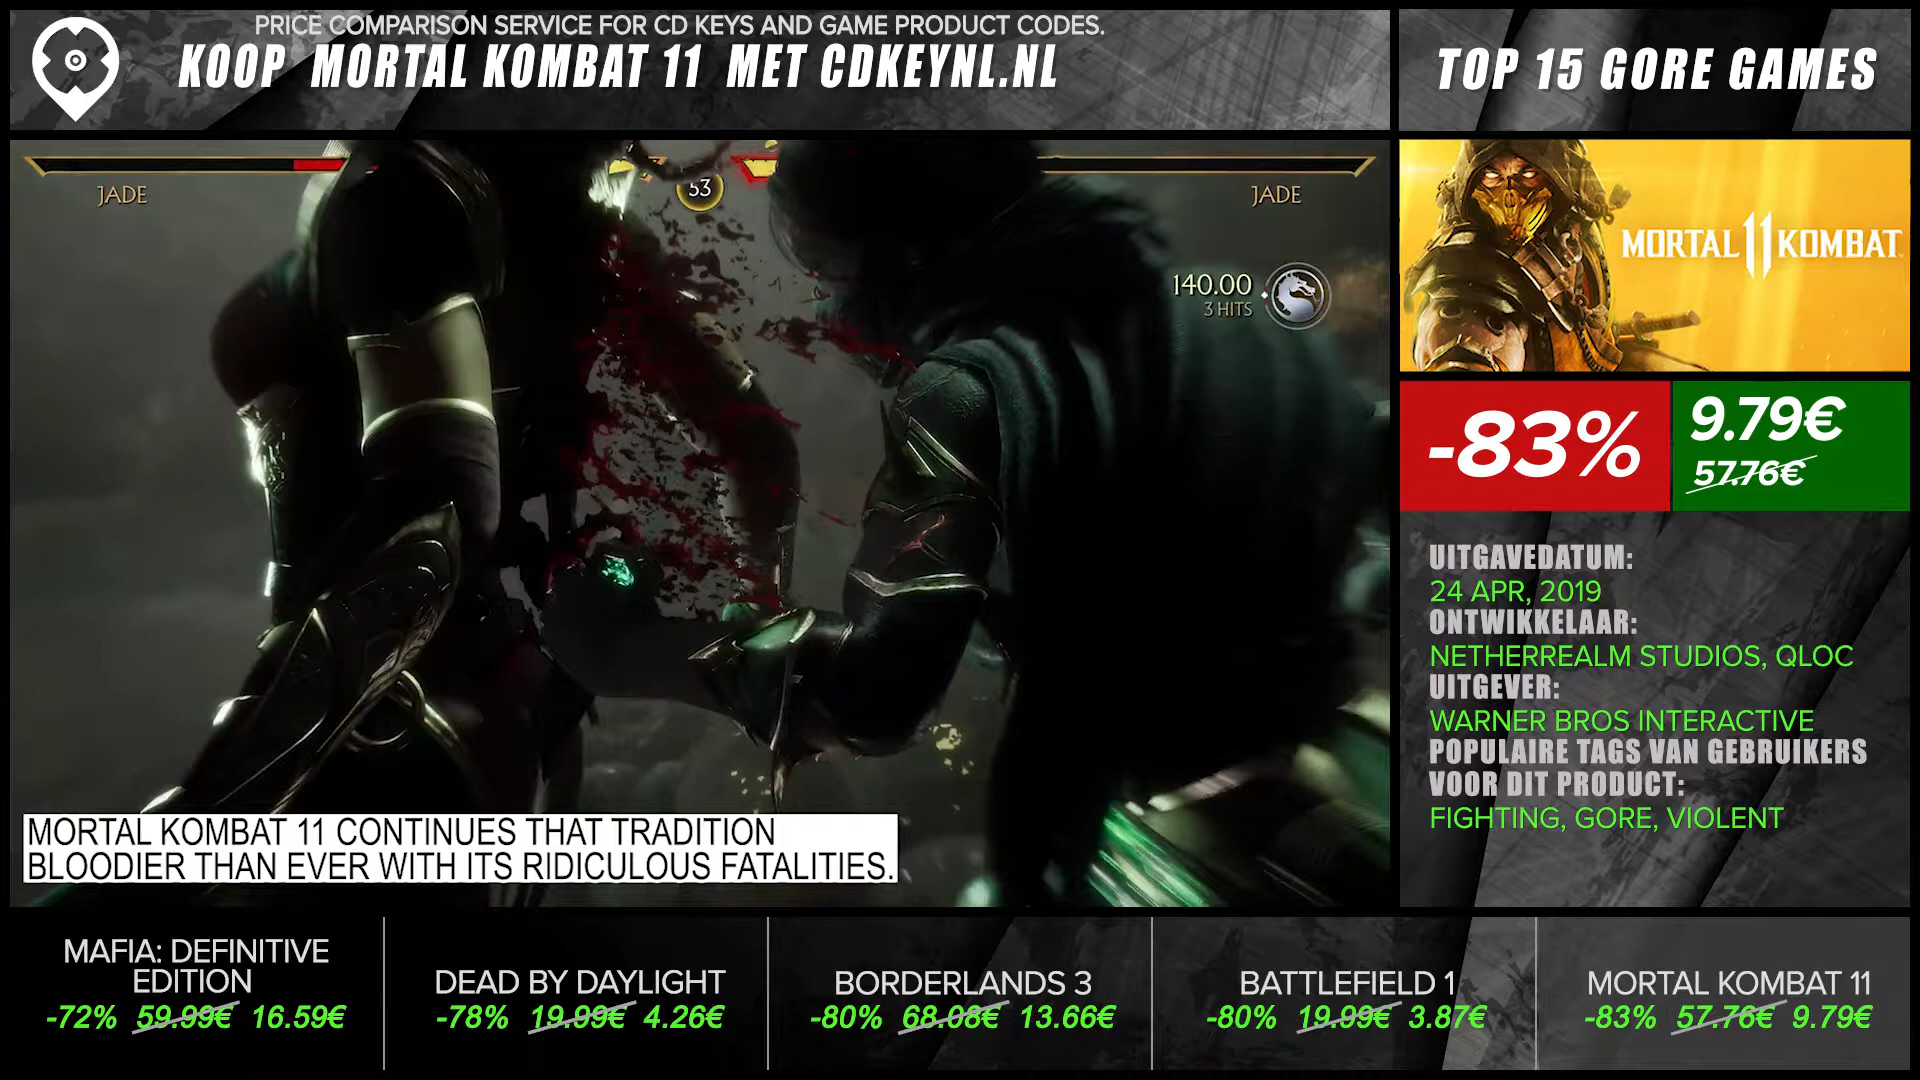 PRICE COMPARISON SERVICE FOR CD KEYS AND GAME PRODUCT CODES.
KOOP MORTAL KOMBAT 11 MET CDKEYNL.NL
TOP 15 GORE GAMES
JADE
53
JADE
140.00
3 HITS
MORTAL 11 KOMBAT
-83%
9.79€
57.76€
UITGAVEDATUM:
24 APR, 2019
ONTWIKKELAAR:
NETHERREALM STUDIOS, QLOC
UITGEVER:
WARNER BROS INTERACTIVE
POPULAIRE TAGS VAN GEBRUIKERS
VOOR DIT PRODUCT:
FIGHTING, GORE, VIOLENT
MORTAL KOMBAT 11 CONTINUES THAT TRADITION
BLOODIER THAN EVER WITH ITS RIDICULOUS FATALITIES.
MAFIA: DEFINITIVE
EDITION
-72% 59.99€ 16.59€
DEAD BY DAYLIGHT
-78% 19.99€ 4.26€
BORDERLANDS 3
-80% 68.08€ 13.66€
BATTLEFIELD 1
-80% 19.99€ 3.87€
MORTAL KOMBAT 11
-83% 57.76€ 9.79€